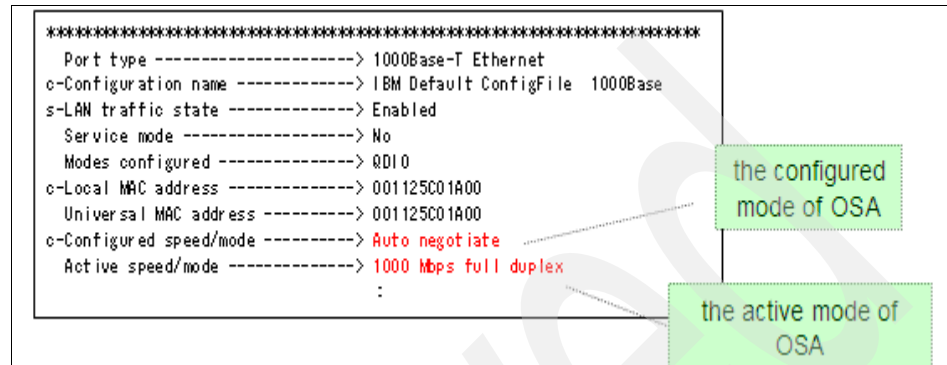 **********************************************************************
Port type ----------------------> 1000Base-T Ethernet
c-Configuration name -------------> IBM Default ConfigFile 1000Base
s-LAN traffic state --------------> Enabled
Service mode -------------------> No
Modes configured ---------------> QDIO
c-Local MAC address --------------> 001125C01A00
Universal MAC address ----------> 001125C01A00
c-Configured speed/mode ----------> Auto negotiate
Active speed/mode --------------> 1000 Mbps full duplex
:
the configured
mode of OSA
the active mode of
OSA